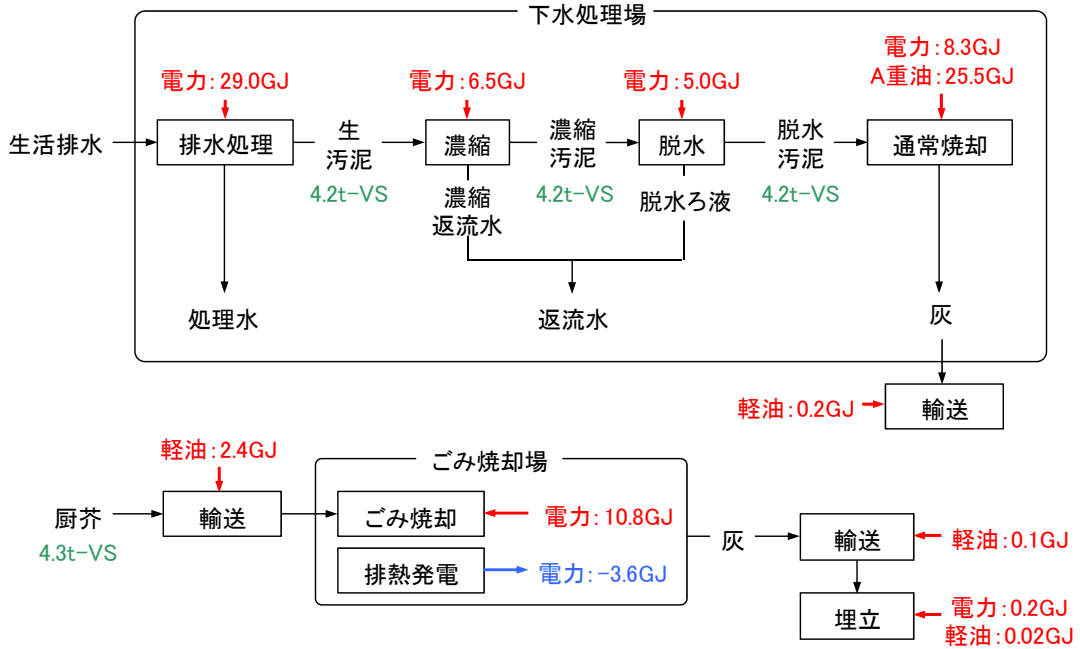 下水処理場
電力：29.0GJ
電力：6.5GJ
電力：5.0GJ
電力：8.3GJ
A重油：25.5GJ
生活排水
排水処理
生
汚泥
4.2t-VS
濃縮
濃縮
汚泥
4.2t-VS
脱水
脱水
汚泥
4.2t-VS
通常焼却
濃縮
返流水
脱水ろ液
処理水
返流水
灰
軽油：0.2GJ
輸送
軽油：2.4GJ
ごみ焼却場
厨芥
4.3t-VS
輸送
ごみ焼却
電力：10.8GJ
排熱発電
電力：-3.6GJ
灰
輸送
軽油：0.1GJ
埋立
電力：0.2GJ
軽油：0.02GJ